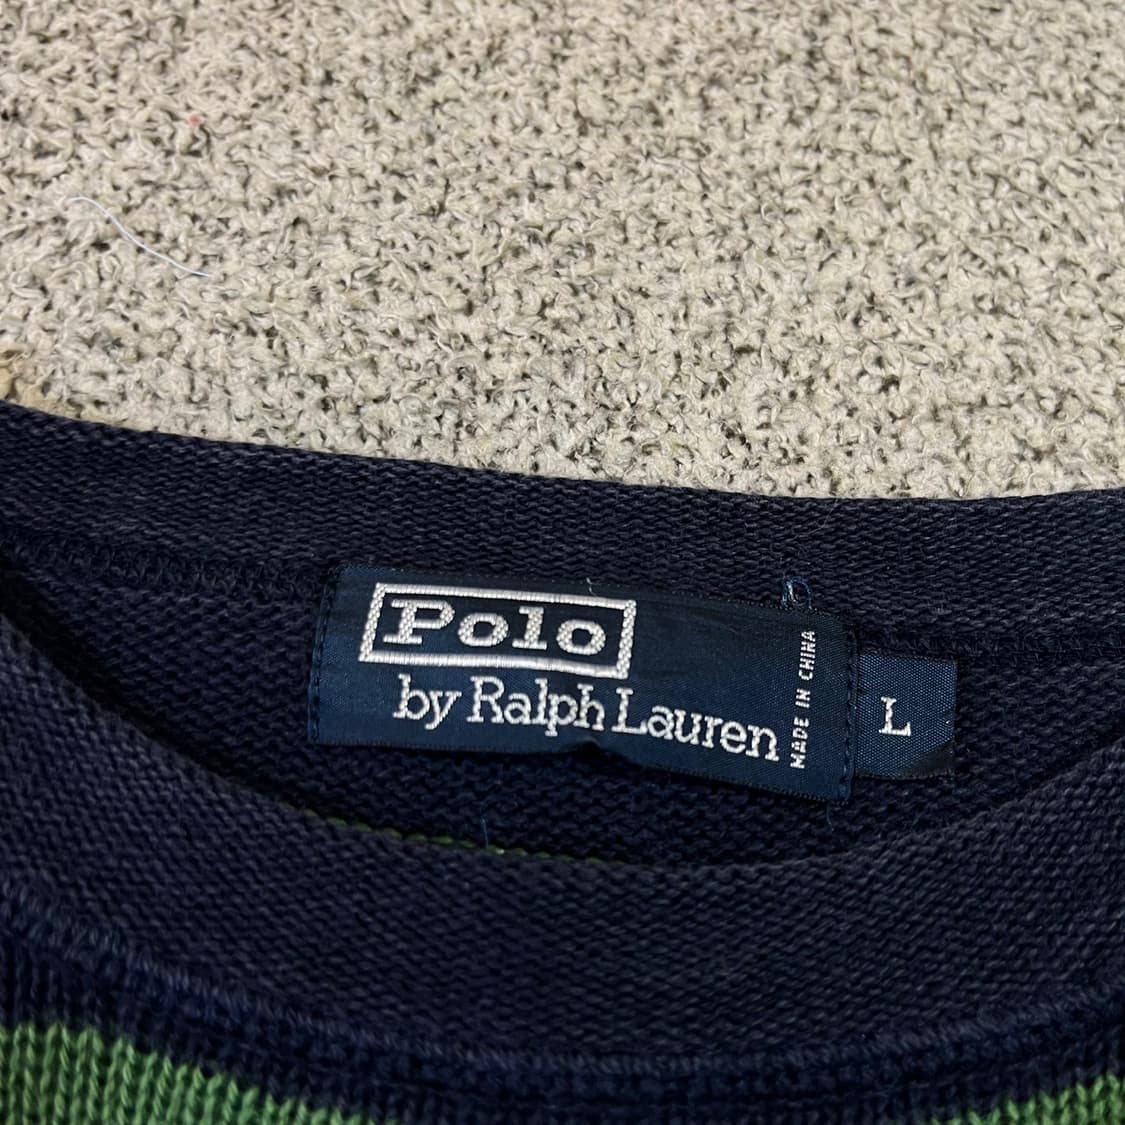 Polo
by Ralph Lauren
MADE IN CHINA
L